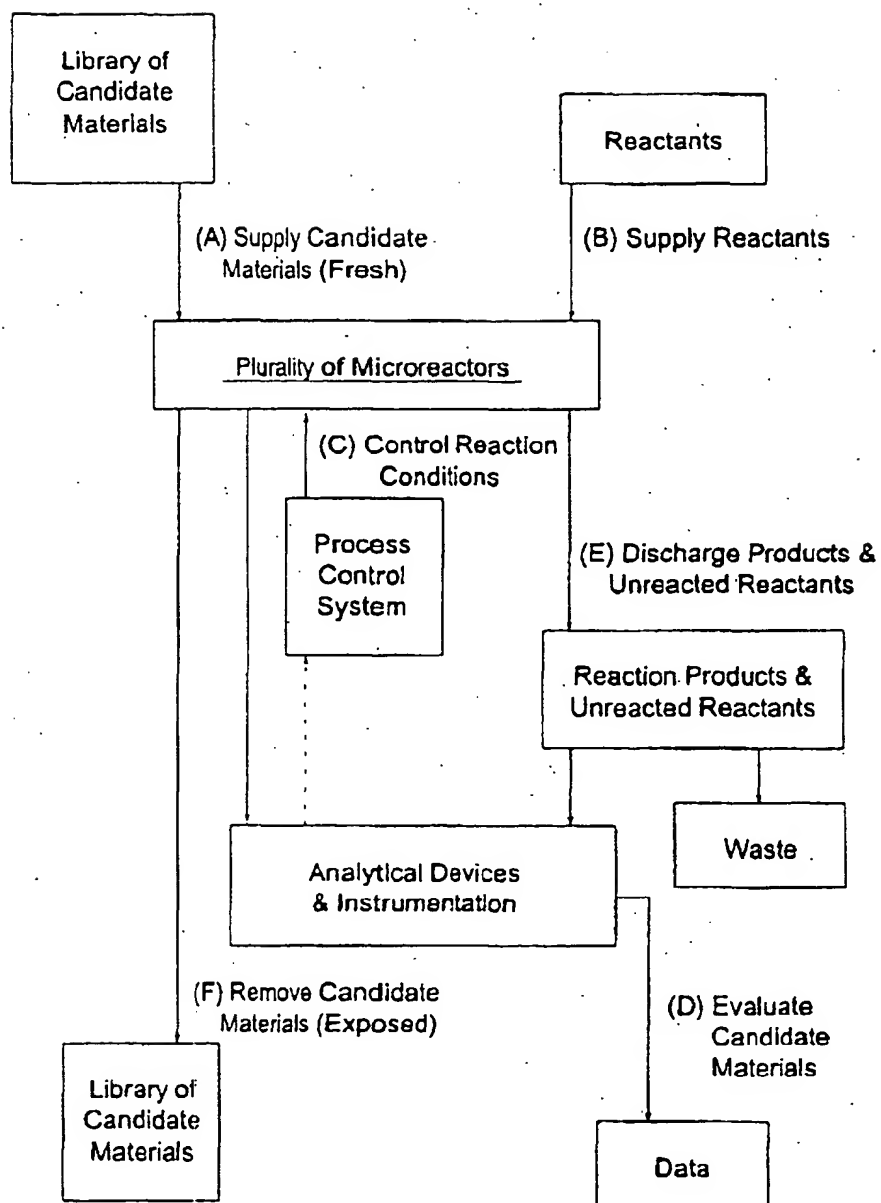 Library of
Candidate
Materials
Reactants
(A) Supply Candidate
Materials (Fresh)
(B) Supply Reactants
Plurality of Microreactors
(C) Control Reaction
Conditions
Process
Control
System
(E) Discharge Products &
Unreacted Reactants
Reaction Products &
Unreacted Reactants
Waste
Analytical Devices
& Instrumentation
(F) Remove Candidate
Materials (Exposed)
(D) Evaluate
Candidate
Materials
Library of
Candidate
Materials
Data